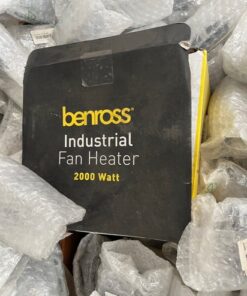 benross
Industrial
Fan Heater
2000 Watt